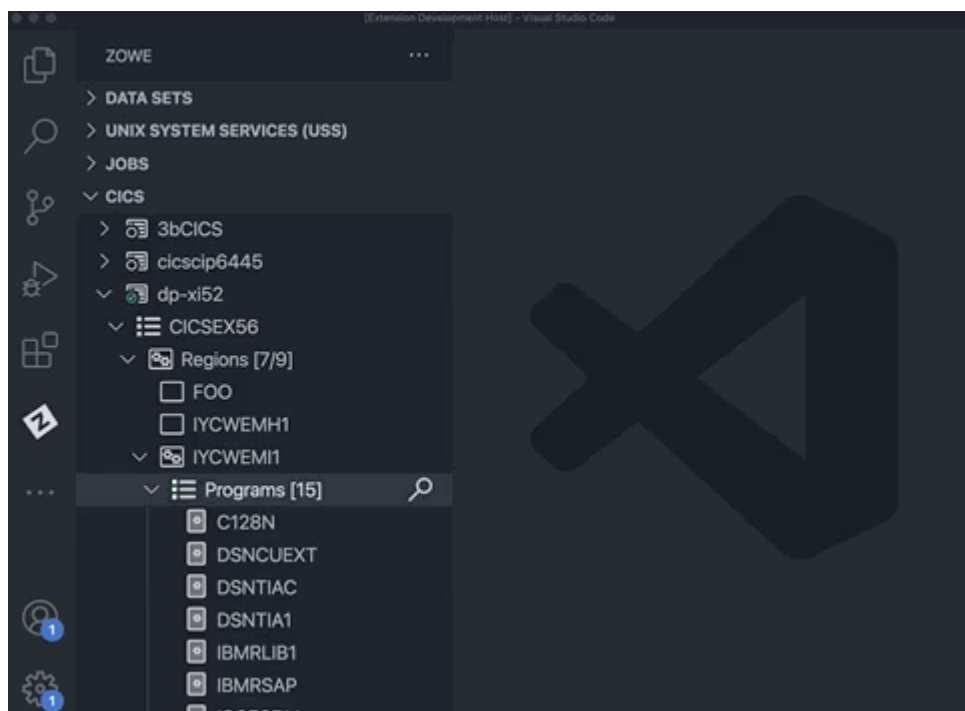 [Extension Development Host] - Visual Studio Code
ZOWE
DATA SETS
UNIX SYSTEM SERVICES (USS)
JOBS
CICS
3bCICS
cicscip6445
dp-xi52
CICSEX56
Regions [7/9]
FOO
IYCWEMH1
IYCWEMI1
Programs [15]
C128N
DSNCUEXT
DSNTIAC
DSNTIA1
IBMRLIB1
IBMRSAP
1
1